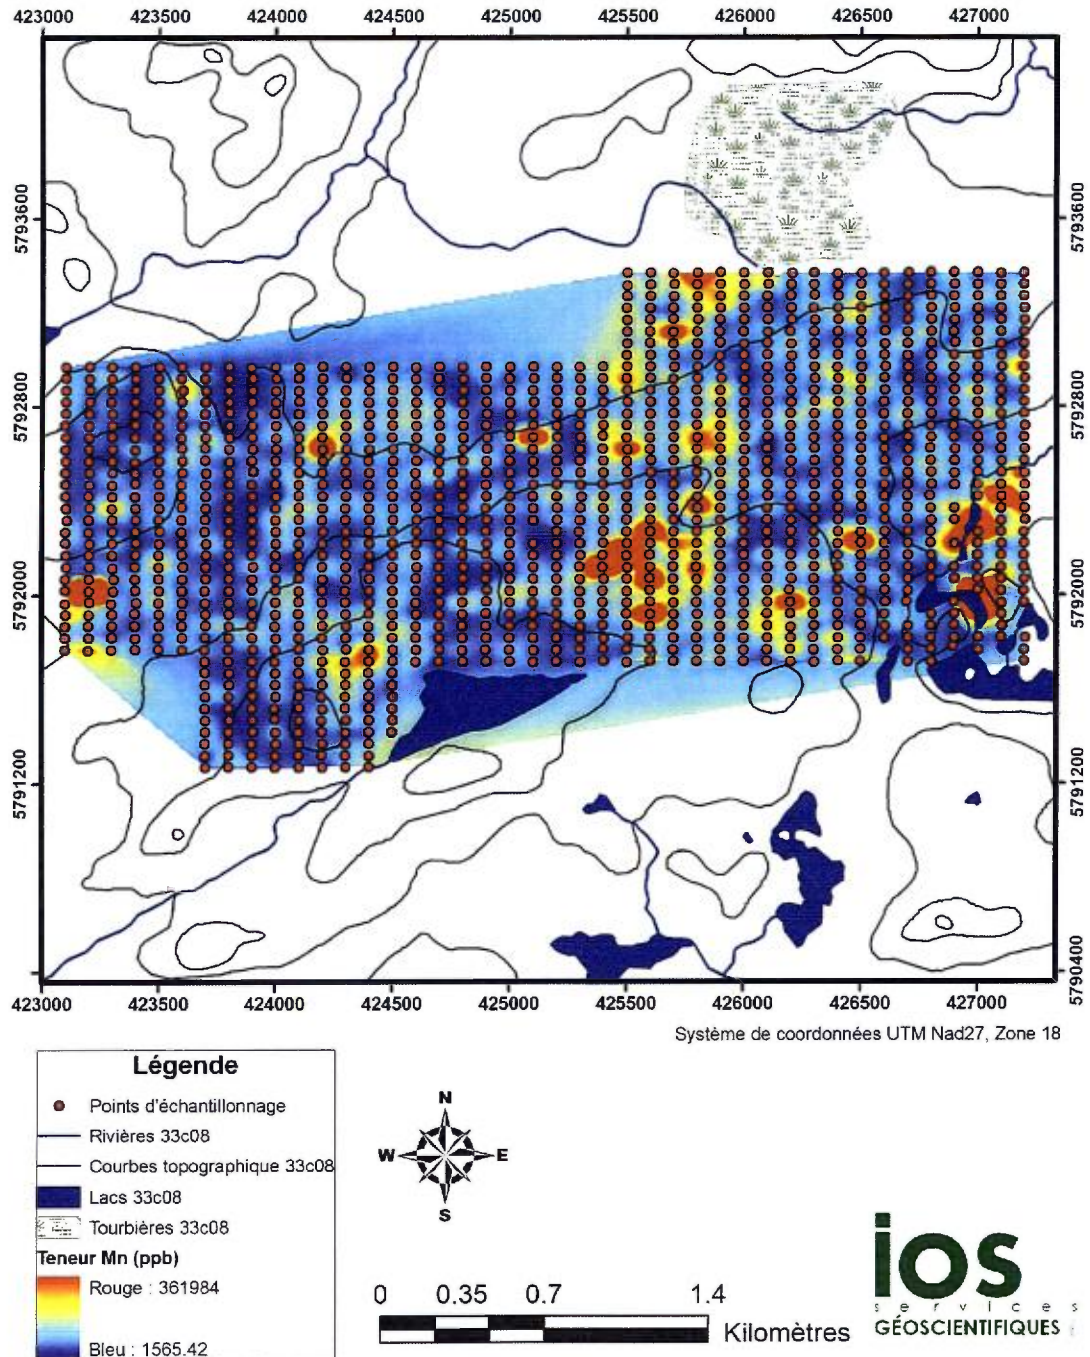 423000 423500 424000 424500 425000 425500 426000 426500 427000
5793600 5793600
5792800 5792800
5792000 5792000
5791200 5791200
5790400
423000 423500 424000 424500 425000 425500 426000 426500 427000
Système de coordonnées UTM Nad27, Zone 18
Légende
Points d'échantillonnage
Rivières 33c08
Courbes topographique 33c08
Lacs 33c08
Tourbières 33c08
Teneur Mn (ppb)
Rouge : 361984
Bleu : 1565.42
N
W E
S
0 0.35 0.7 1.4
Kilomètres
ios
services
GÉOSCIENTIFIQUES